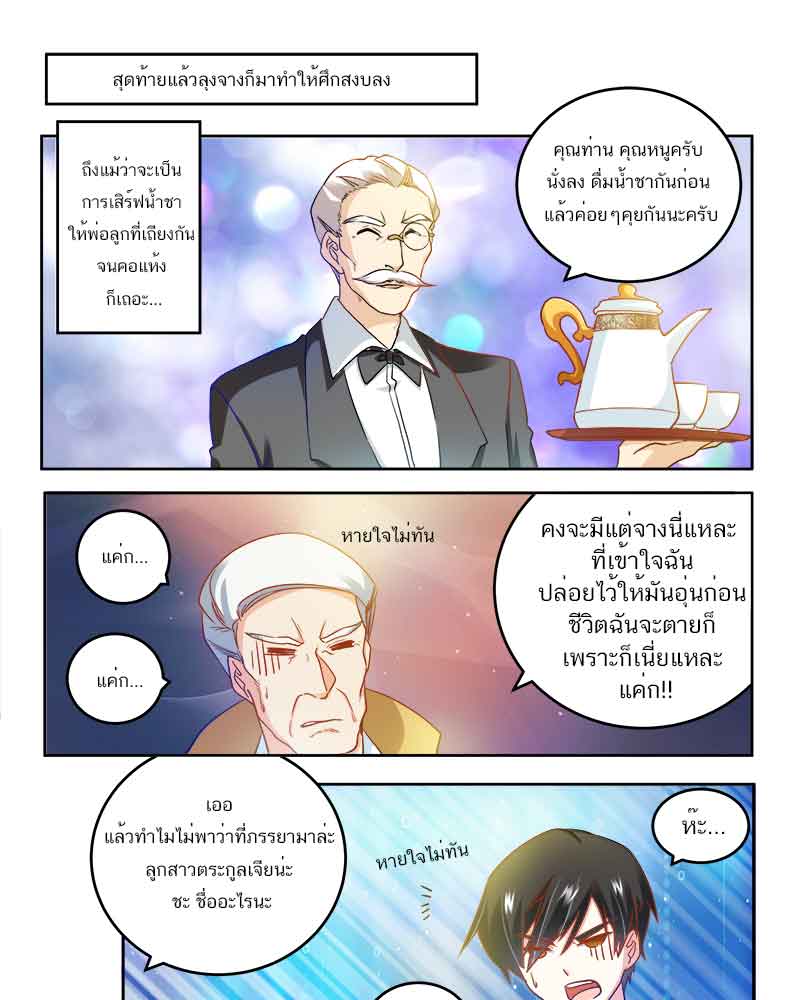 สุดท้ายแล้วลุงจางก็มาทำให้ศึกสงบลง
ถึงแม้ว่าจะเป็น
การเสิร์ฟน้ำชา
ให้พ่อลูกที่เถียงกัน
จนคอแห้ง
ก็เถอะ...
คุณท่าน คุณหนูครับ
นั่งลง ดื่มน้ำชากันก่อน
แล้วค่อยๆคุยกันนะครับ
แค่ก...
หายใจไม่ทัน
แค่ก...
คงจะมีแต่จางนี่แหละ
ที่เข้าใจฉัน
ปล่อยไว้ให้มันอุ่นก่อน
ชีวิตฉันจะตายก็
เพราะก็เนี่ยแหละ
แค่ก!!
เออ
แล้วทำไมไม่พาว่าที่ภรรยามาล่ะ
ลูกสาวตระกูลเจียน่ะ
ชะ ชื่ออะไรนะ
หายใจไม่ทัน
ห๊ะ...